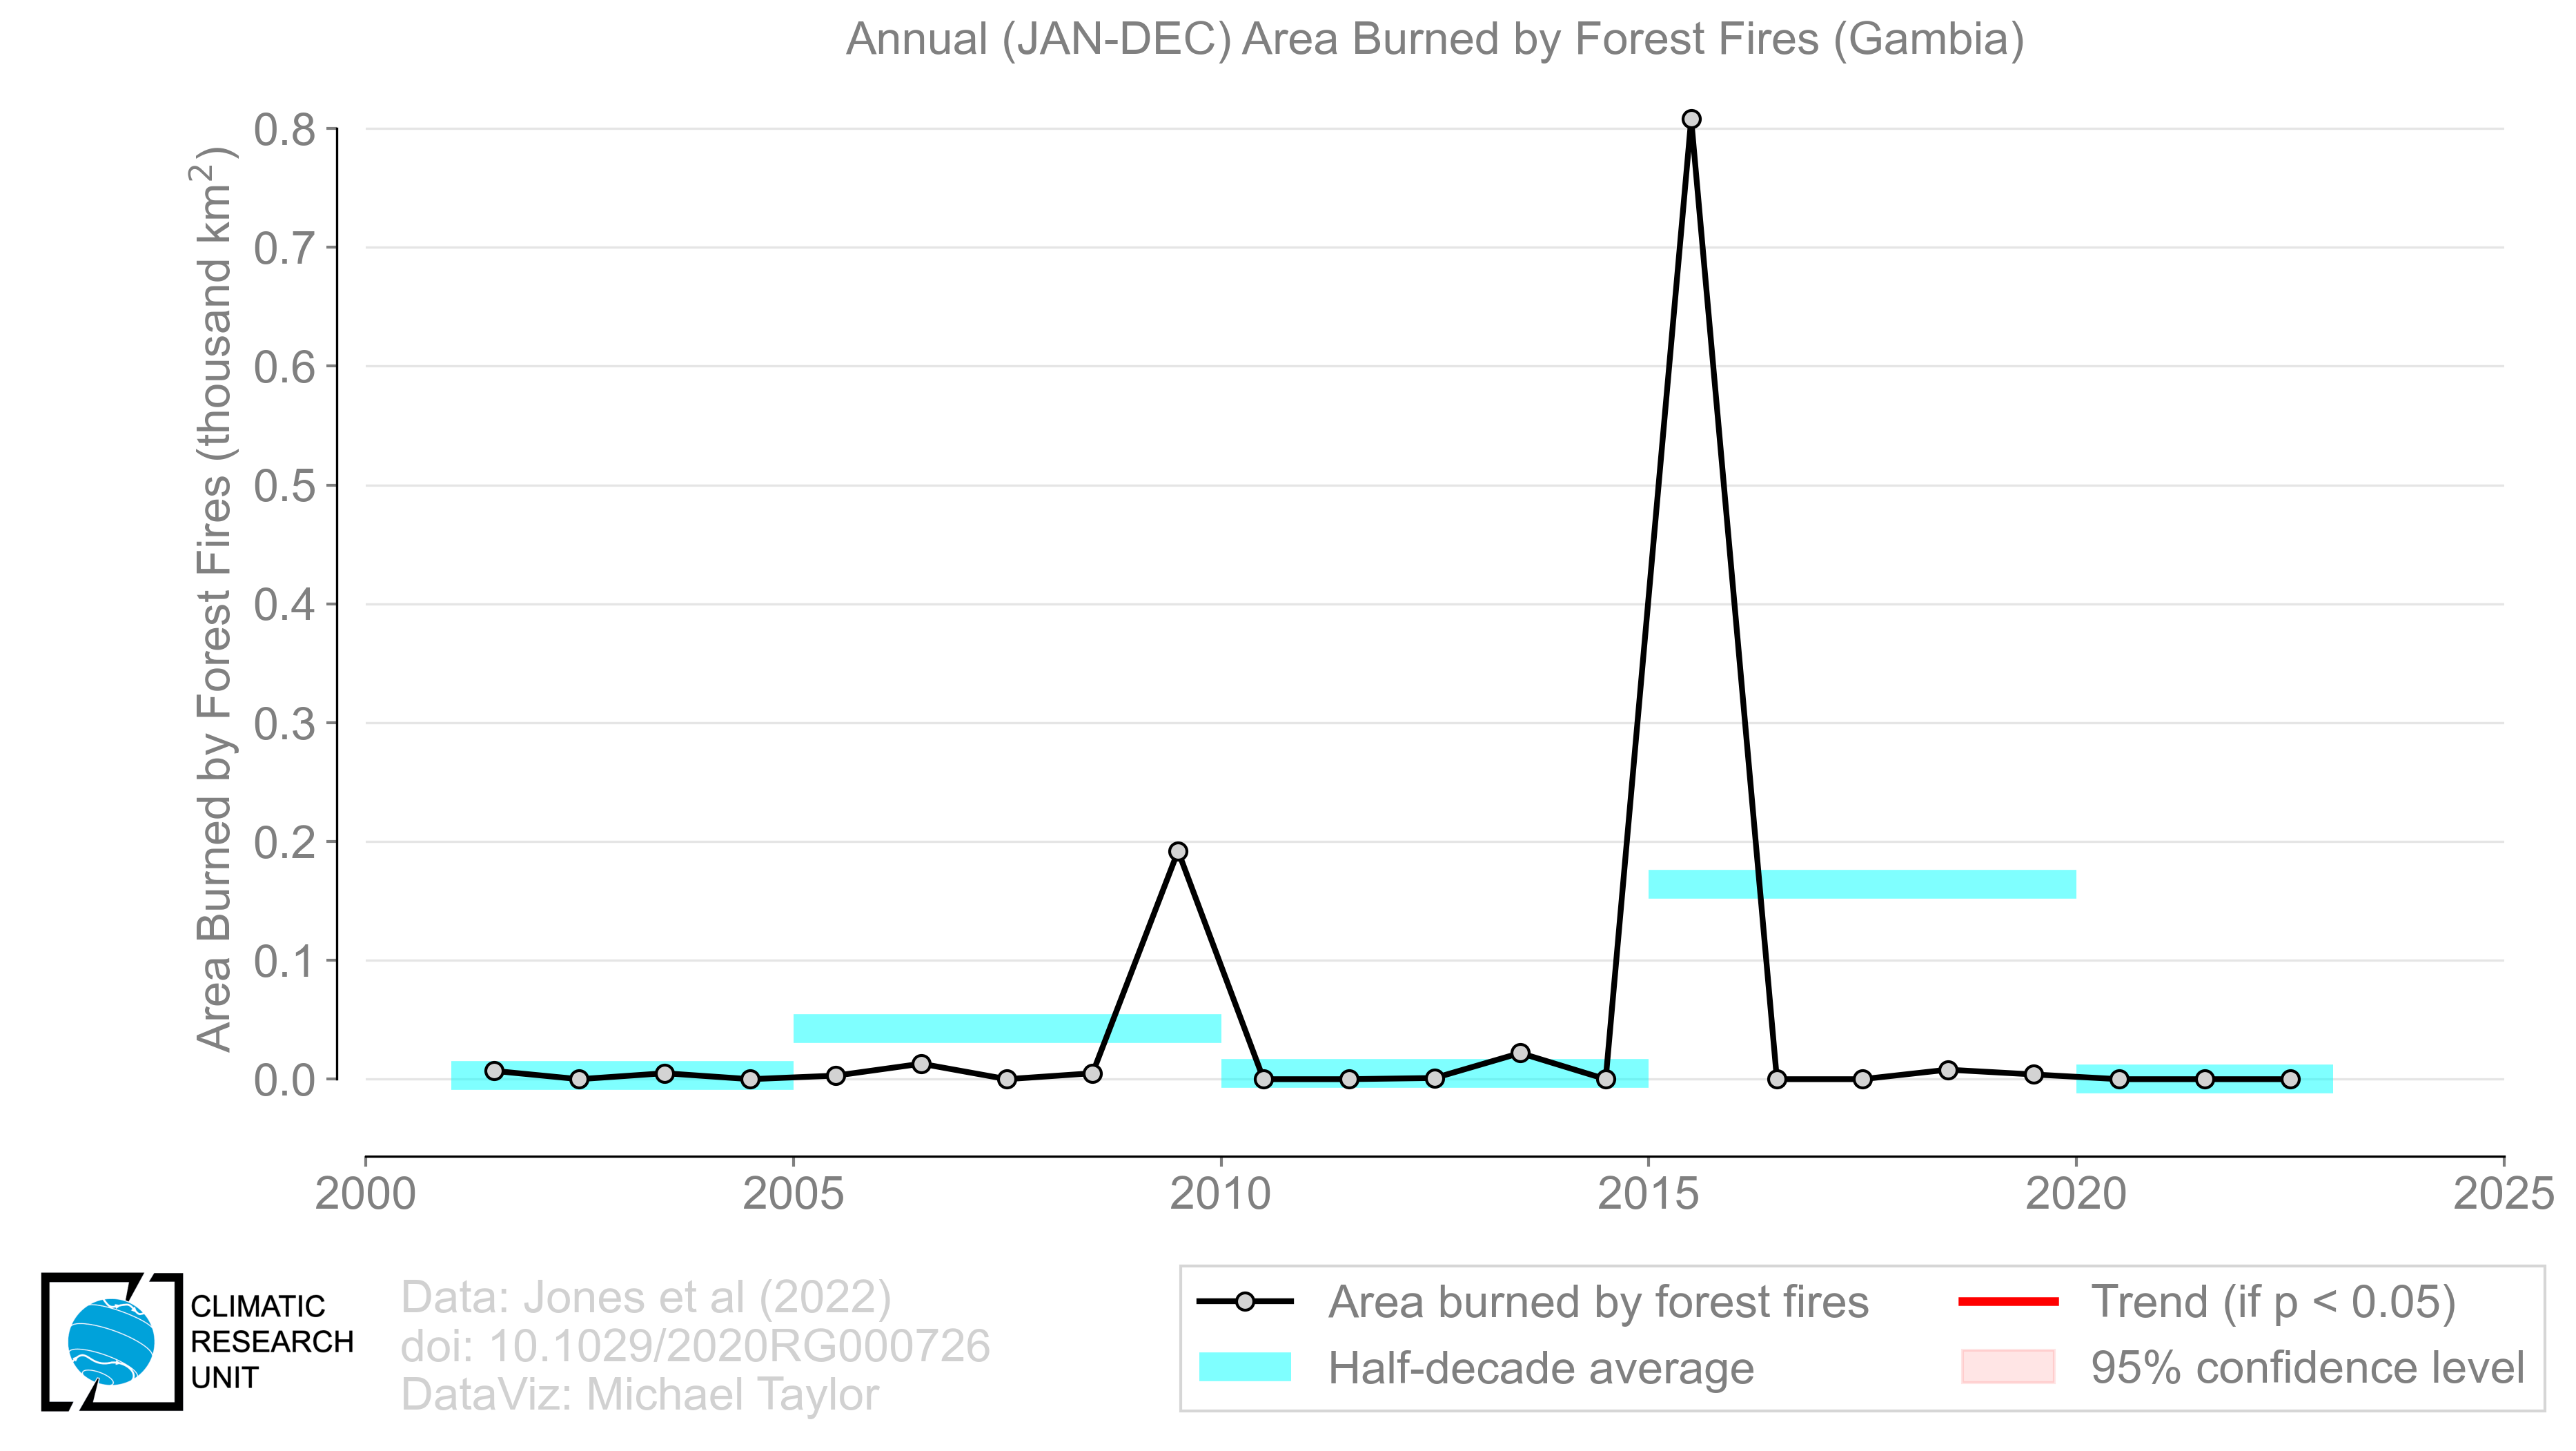 Annual (JAN-DEC) Area Burned by Forest Fires (Gambia)
Area Burned by Forest Fires (thousand km²)
0.8
0.7
0.6
0.5
0.4
0.3
0.2
0.1
0.0
2000 2005 2010 2015 2020 2025
CLIMATIC
RESEARCH
UNIT
Data: Jones et al (2022)
doi: 10.1029/2020RG000726
DataViz: Michael Taylor
Area burned by forest fires
Half-decade average
Trend (if p < 0.05)
95% confidence level